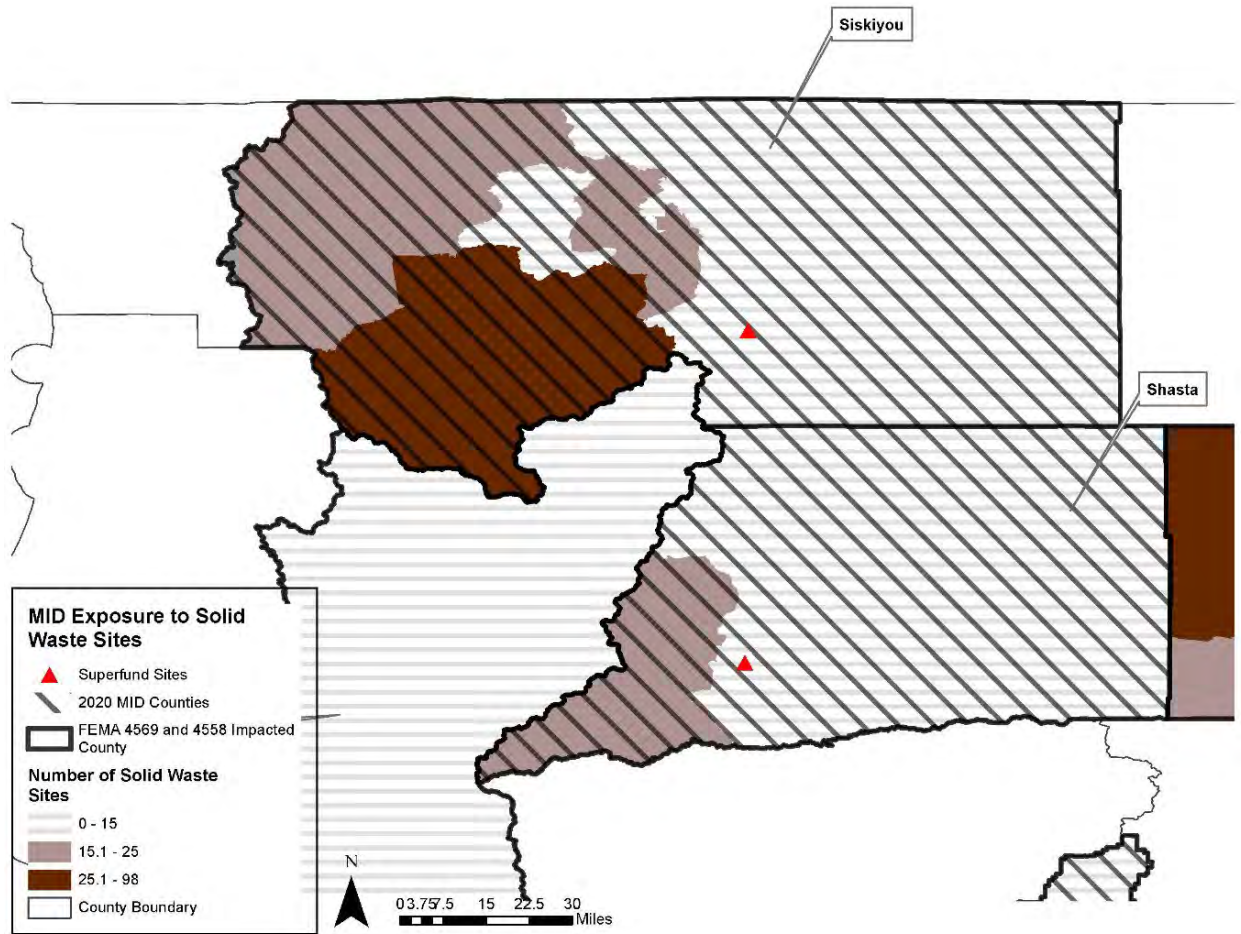 Siskiyou
Shasta
MID Exposure to Solid
Waste Sites
Superfund Sites
2020 MID Counties
FEMA 4569 and 4558 Impacted
County
Number of Solid Waste
Sites
0 - 15
15.1 - 25
25.1 - 98
County Boundary
N
0 3.75 7.5 15 22.5 30
Miles